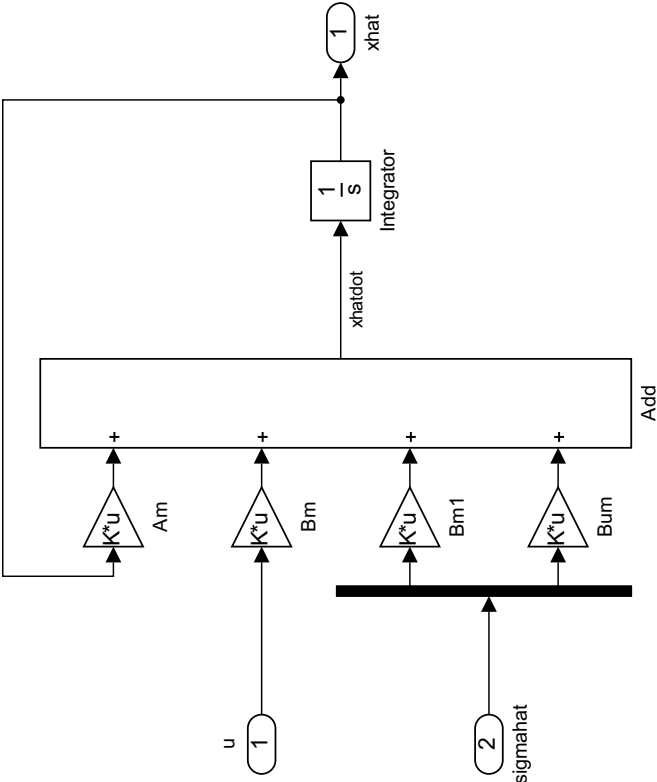 1
xhat
1
s
Integrator
xhatdot
Add
+
+
+
+
K*u
Am
K*u
Bm
K*u
Bm1
K*u
Bum
u
1
2
sigmahat